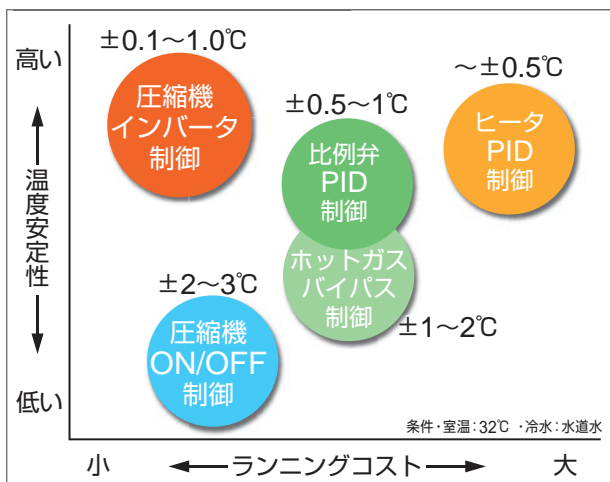 ±0.1～1.0℃
高い
～±0.5℃
圧縮機
インバータ
制御
±0.5～1℃
ヒータ
PID
制御
比例弁
PID
制御
温度安定性
ホットガス
バイパス
制御
±2～3℃
±1～2℃
圧縮機
ON/OFF
制御
低い
条件・室温：32℃ ・冷水：水道水
小
ランニングコスト
大